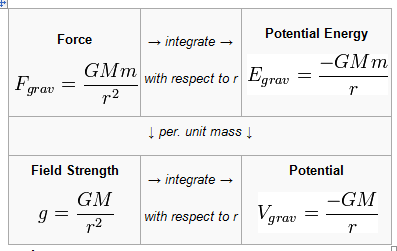 Force → integrate → Potential Energy
F_grav = GMm / r² with respect to r E_grav = −GMm / r
↓ per. unit mass ↓
Field Strength → integrate → Potential
g = GM / r² with respect to r V_grav = −GM / r